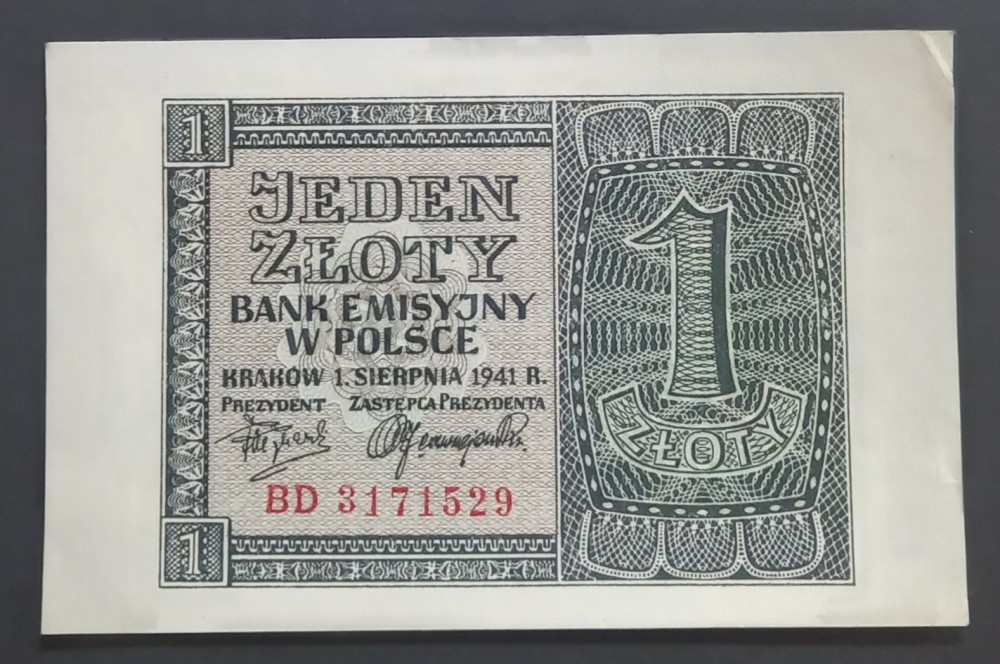 1
JEDEN
ZŁOTY
BANK EMISYJNY
W POLSCE
KRAKÓW 1. SIERPNIA 1941 R.
PREZYDENT ZASTĘPCA PREZYDENTA
BD 3171529
1
1
ZŁOTY